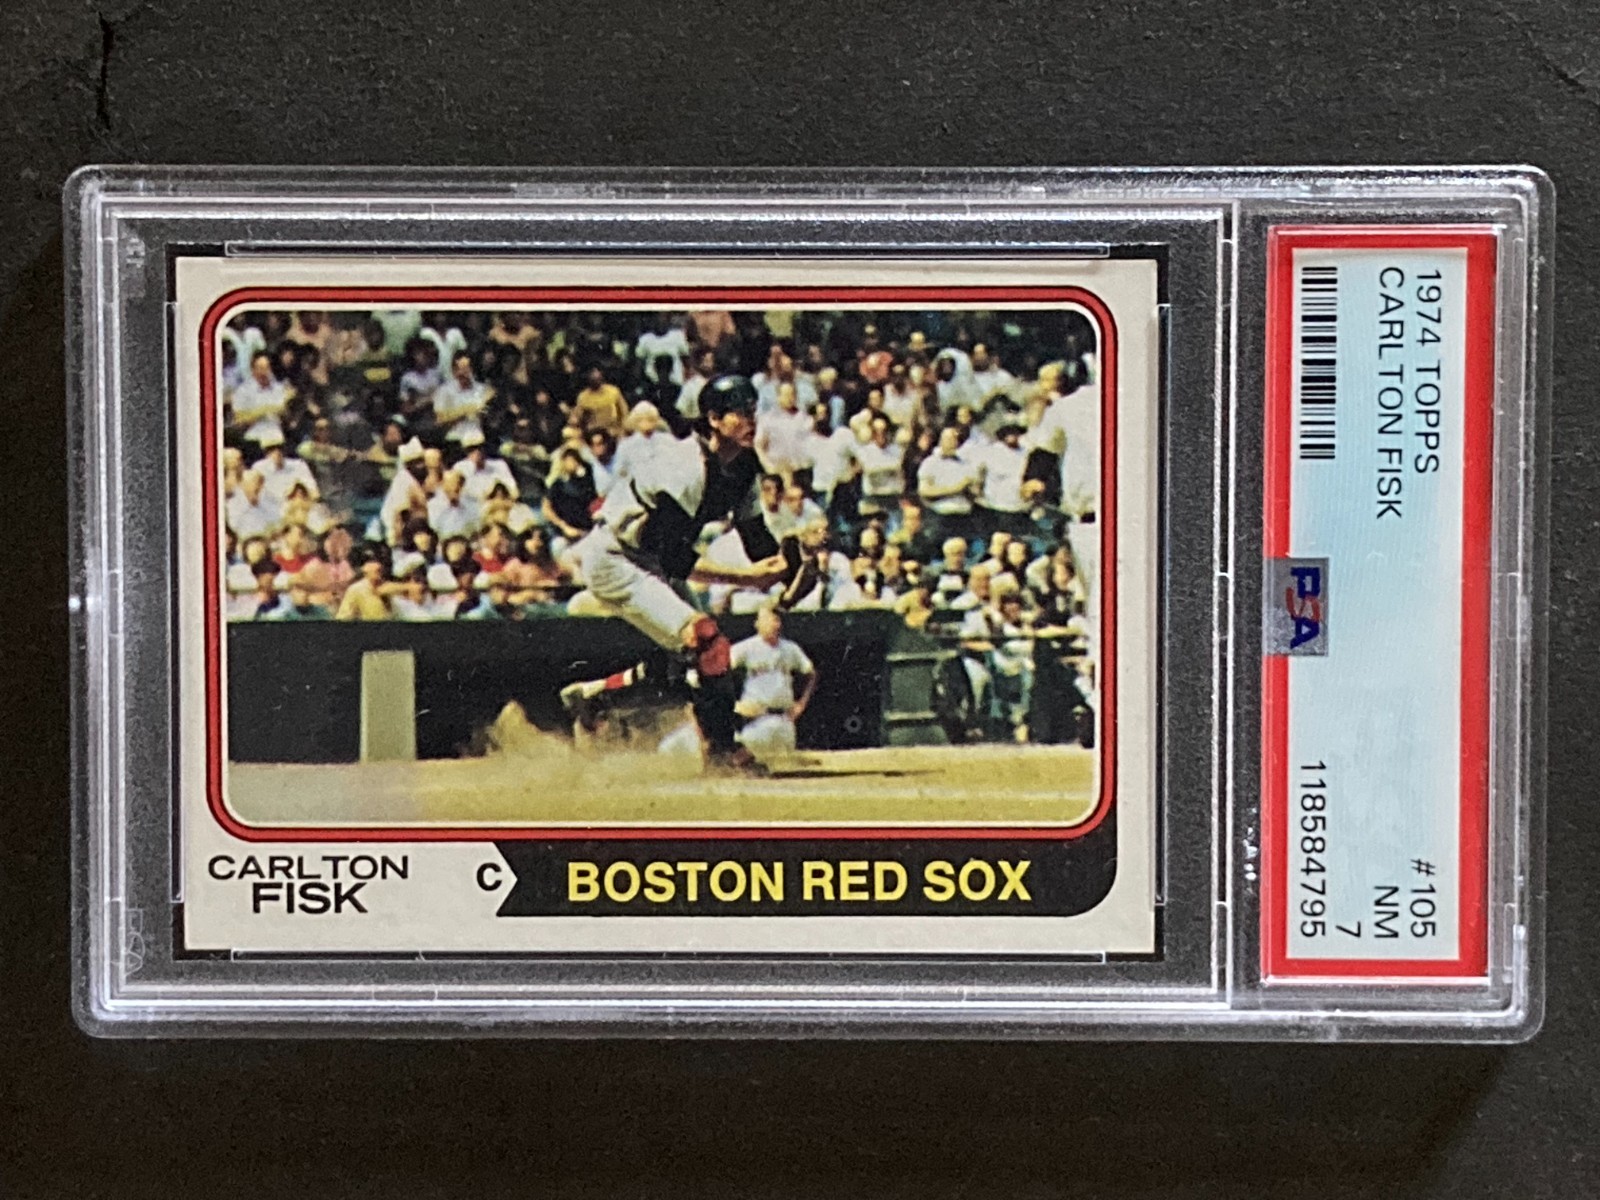 CARLTON
FISK
C
BOSTON RED SOX
1974 TOPPS
#105
CARLTON FISK
NM
7
PSA
118584795